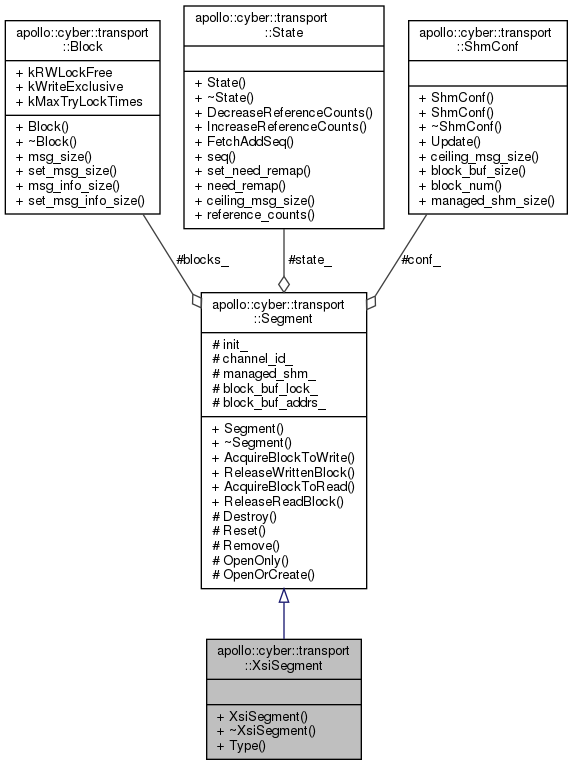 apollo::cyber::transport
::Block
+ kRWLockFree
+ kWriteExclusive
+ kMaxTryLockTimes
+ Block()
+ ~Block()
+ msg_size()
+ set_msg_size()
+ msg_info_size()
+ set_msg_info_size()
apollo::cyber::transport
::State
+ State()
+ ~State()
+ DecreaseReferenceCounts()
+ IncreaseReferenceCounts()
+ FetchAddSeq()
+ seq()
+ set_need_remap()
+ need_remap()
+ ceiling_msg_size()
+ reference_counts()
apollo::cyber::transport
::ShmConf
+ ShmConf()
+ ShmConf()
+ ~ShmConf()
+ Update()
+ ceiling_msg_size()
+ block_buf_size()
+ block_num()
+ managed_shm_size()
#blocks_
#state_
#conf_
apollo::cyber::transport
::Segment
# init_
# channel_id_
# managed_shm_
# block_buf_lock_
# block_buf_addrs_
+ Segment()
+ ~Segment()
+ AcquireBlockToWrite()
+ ReleaseWrittenBlock()
+ AcquireBlockToRead()
+ ReleaseReadBlock()
# Destroy()
# Reset()
# Remove()
# OpenOnly()
# OpenOrCreate()
apollo::cyber::transport
::XsiSegment
+ XsiSegment()
+ ~XsiSegment()
+ Type()